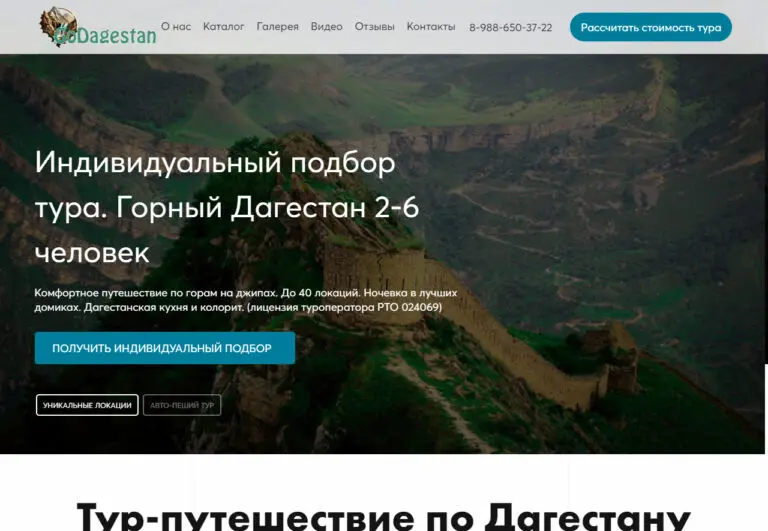 GoDagestan
О нас Каталог Галерея Видео Отзывы Контакты 8-988-650-37-22 Рассчитать стоимость тура
Индивидуальный подбор
тура. Горный Дагестан 2-6
человек
Комфортное путешествие по горам на джипах. До 40 локаций. Ночевка в лучших
домиках. Дагестанская кухня и колорит. (лицензия туроператора РТО 024069)
ПОЛУЧИТЬ ИНДИВИДУАЛЬНЫЙ ПОДБОР
УНИКАЛЬНЫЕ ЛОКАЦИИ АВТО-ПЕШИЙ ТУР
Тур-путешествие по Дагестану